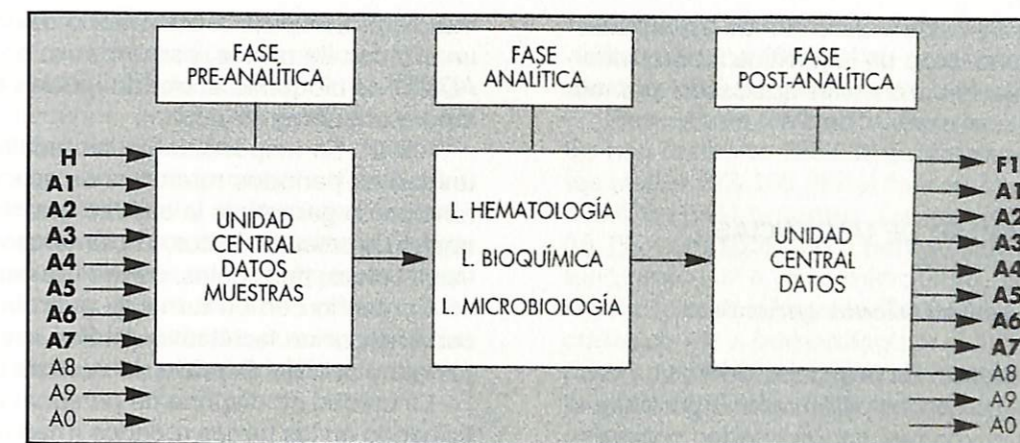 FASE
PRE-ANALÍTICA
FASE
ANALÍTICA
FASE
POST-ANALÍTICA
H
A1
A2
A3
A4
A5
A6
A7
A8
A9
A0
UNIDAD
CENTRAL
DATOS
MUESTRAS
L. HEMATOLOGÍA
L. BIOQUÍMICA
L. MICROBIOLOGÍA
UNIDAD
CENTRAL
DATOS
F1
A1
A2
A3
A4
A5
A6
A7
A8
A9
A0